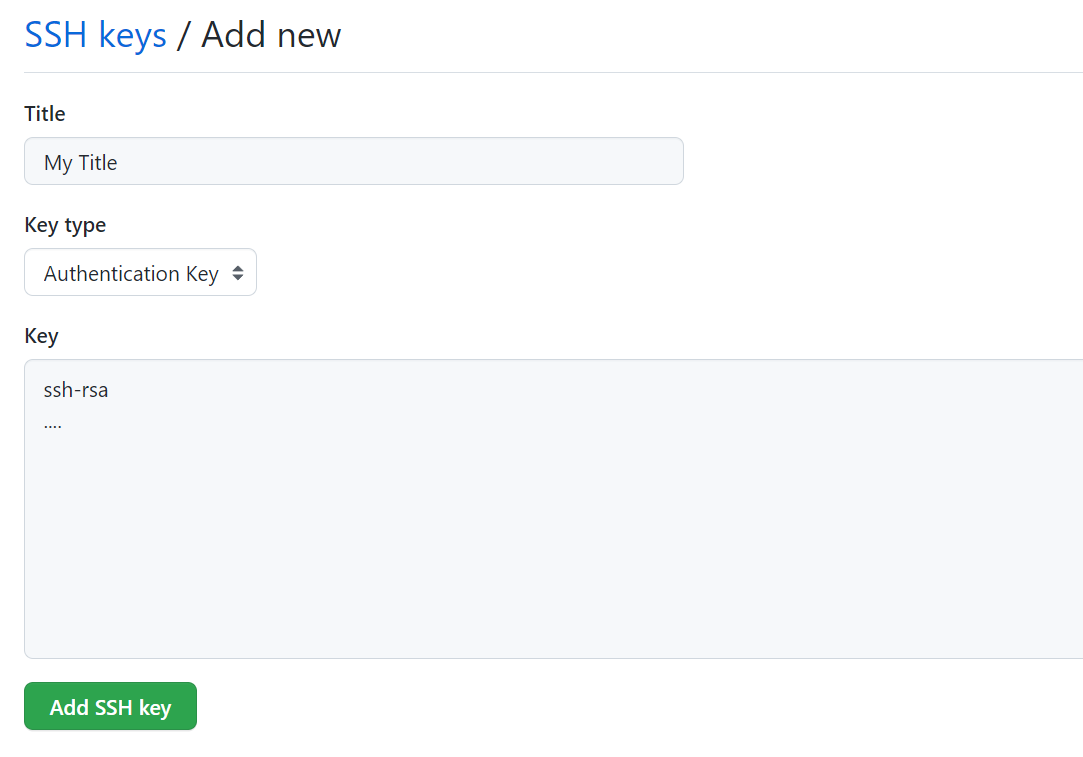 SSH keys / Add new
Title
My Title
Key type
Authentication Key
Key
ssh-rsa
....
Add SSH key